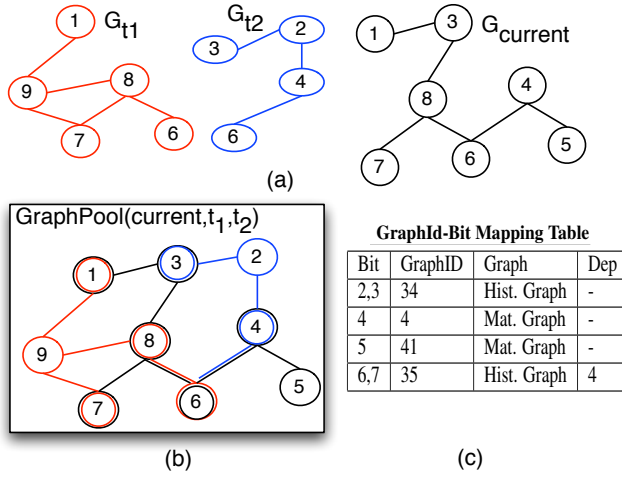 1 G_t1
9 8
7 6
G_t2 2
3
4
6
1 3 G_current
8 4
7 6 5
(a)
GraphPool(current,t_1,t_2)
1 3 2
9 8 4
7 6 5
(b)
GraphId-Bit Mapping Table
Bit GraphID Graph Dep
2,3 34 Hist. Graph -
4 4 Mat. Graph -
5 41 Mat. Graph -
6,7 35 Hist. Graph 4
(c)